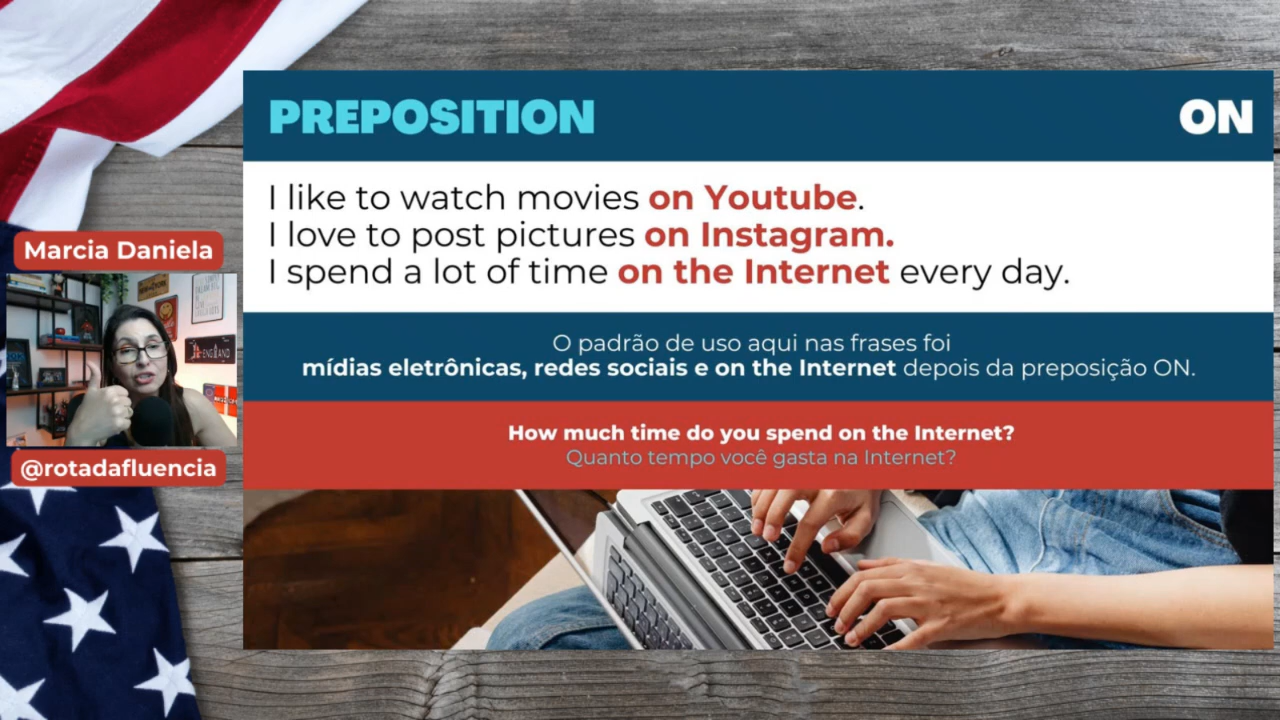 PREPOSITION
ON
I like to watch movies on Youtube.
I love to post pictures on Instagram.
I spend a lot of time on the Internet every day.
Marcia Daniela
ENGLAND
@rotadafluencia
O padrão de uso aqui nas frases foi
mídias eletrônicas, redes sociais e on the Internet depois da preposição ON.
How much time do you spend on the Internet?
Quanto tempo você gasta na Internet?